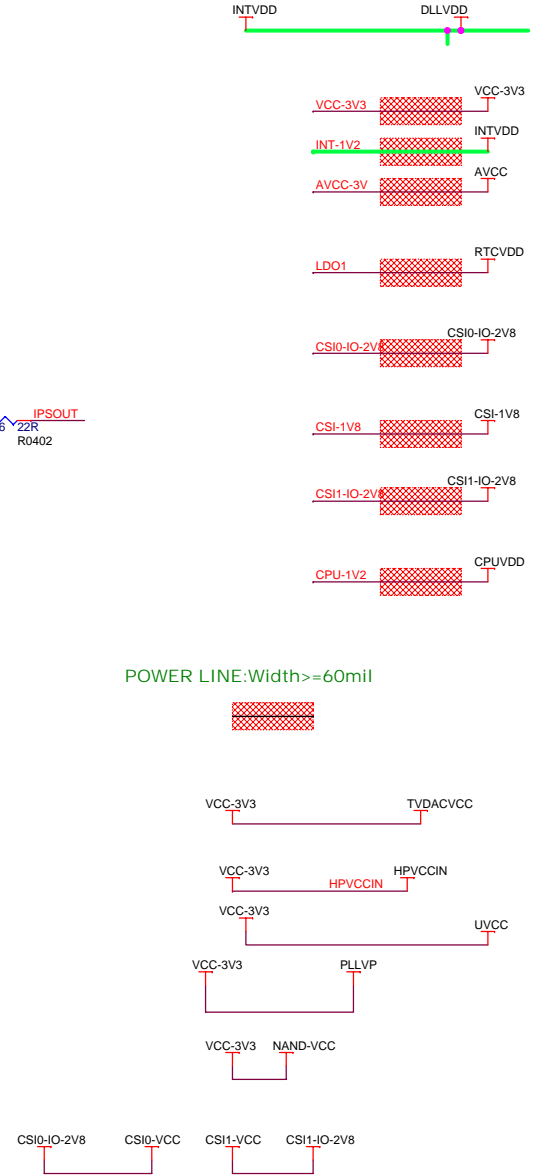 INTVDD DLLVDD
VCC-3V3 VCC-3V3
INT-1V2 INTVDD
AVCC-3V AVCC
LDO1 RTCVDD
CSI0-IO-2V8 CSI0-IO-2V8
6 22R IPSOUT
R0402
CSI-1V8 CSI-1V8
CSI1-IO-2V8 CSI1-IO-2V8
CPU-1V2 CPUVDD
POWER LINE:Width>=60mil
VCC-3V3 TVDACVCC
VCC-3V3 HPVCCIN
HPVCCIN
VCC-3V3 UVCC
VCC-3V3 PLLVP
VCC-3V3 NAND-VCC
CSI0-IO-2V8 CSI0-VCC CSI1-VCC CSI1-IO-2V8